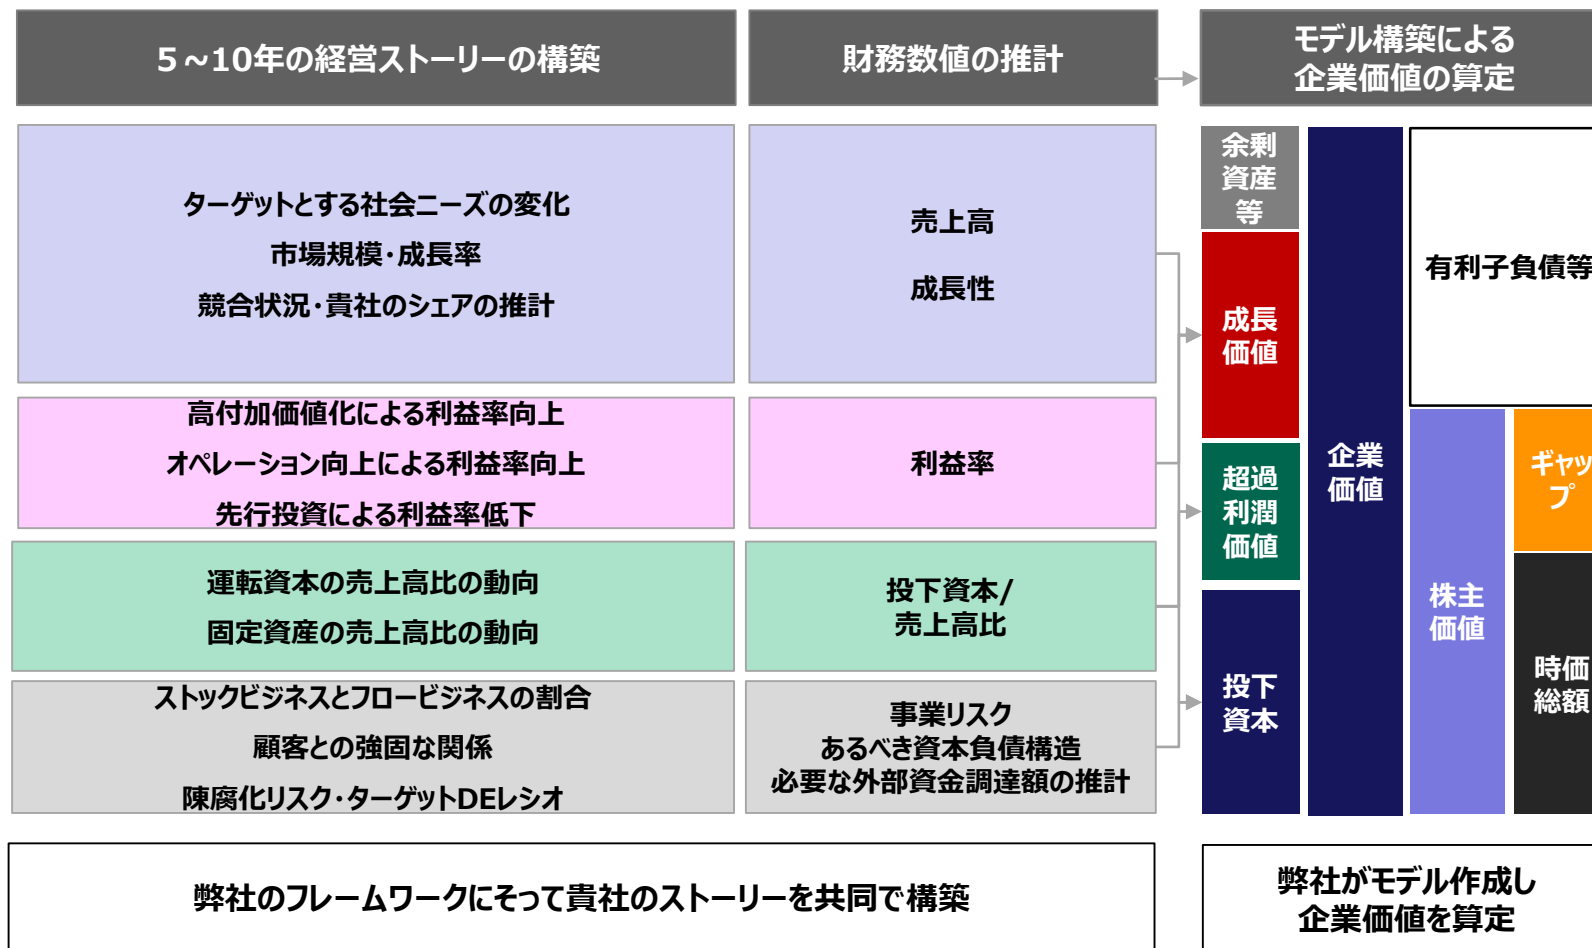 ５～10年の経営ストーリーの構築
財務数値の推計
モデル構築による
企業価値の算定
ターゲットとする社会ニーズの変化
市場規模・成長率
競合状況・貴社のシェアの推計
売上高
成長性
高付加価値化による利益率向上
オペレーション向上による利益率向上
先行投資による利益率低下
利益率
運転資本の売上高比の動向
固定資産の売上高比の動向
投下資本/
売上高比
ストックビジネスとフロービジネスの割合
顧客との強固な関係
陳腐化リスク・ターゲットDEレシオ
事業リスク
あるべき資本負債構造
必要な外部資金調達額の推計
余剰
資産
等
成長
価値
超過
利潤
価値
投下
資本
企業
価値
有利子負債等
株主
価値
ギャッ
プ
時価
総額
弊社のフレームワークにそって貴社のストーリーを共同で構築
弊社がモデル作成し
企業価値を算定